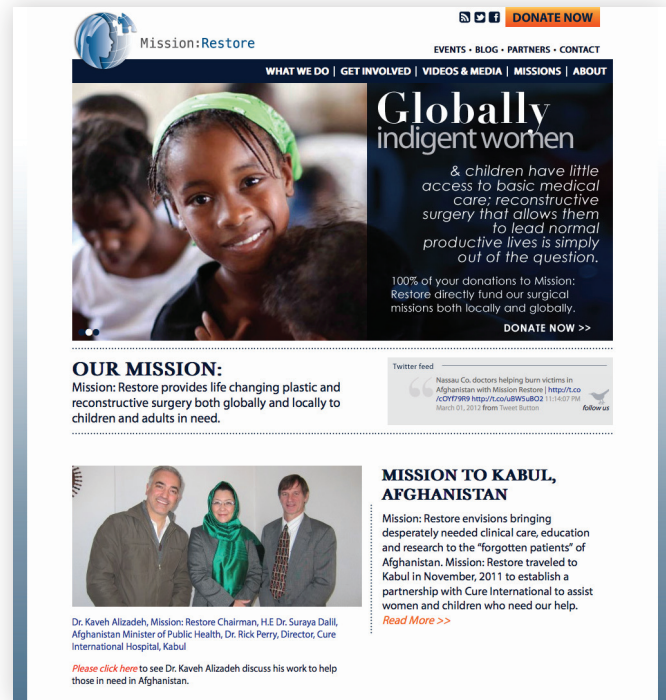 DONATE NOW
Mission:Restore
EVENTS • BLOG • PARTNERS • CONTACT
WHAT WE DO | GET INVOLVED | VIDEOS & MEDIA | MISSIONS | ABOUT
Globally
indigent women
& children have little
access to basic medical
care; reconstructive
surgery that allows them
to lead normal
productive lives is simply
out of the question.
100% of your donations to Mission:
Restore directly fund our surgical
missions both locally and globally.
DONATE NOW >>
OUR MISSION:
Mission: Restore provides life changing plastic and
reconstructive surgery both globally and locally to
children and adults in need.
Twitter feed
Nassau Co. doctors helping burn victims in
Afghanistan with Mission Restore | http://t.co
/cOYf79R9 http://t.co/uBW5uBO2 11:14:07 PM
March 01, 2012 from Tweet Button
follow us
MISSION TO KABUL,
AFGHANISTAN
Mission: Restore envisions bringing
desperately needed clinical care, education
and research to the “forgotten patients” of
Afghanistan. Mission: Restore traveled to
Kabul in November, 2011 to establish a
partnership with Cure International to assist
women and children who need our help.
Read More >>
Dr. Kaveh Alizadeh, Mission: Restore Chairman, H.E Dr. Suraya Dalil,
Afghanistan Minister of Public Health, Dr. Rick Perry, Director, Cure
International Hospital, Kabul
Please click here to see Dr. Kaveh Alizadeh discuss his work to help
those in need in Afghanistan.